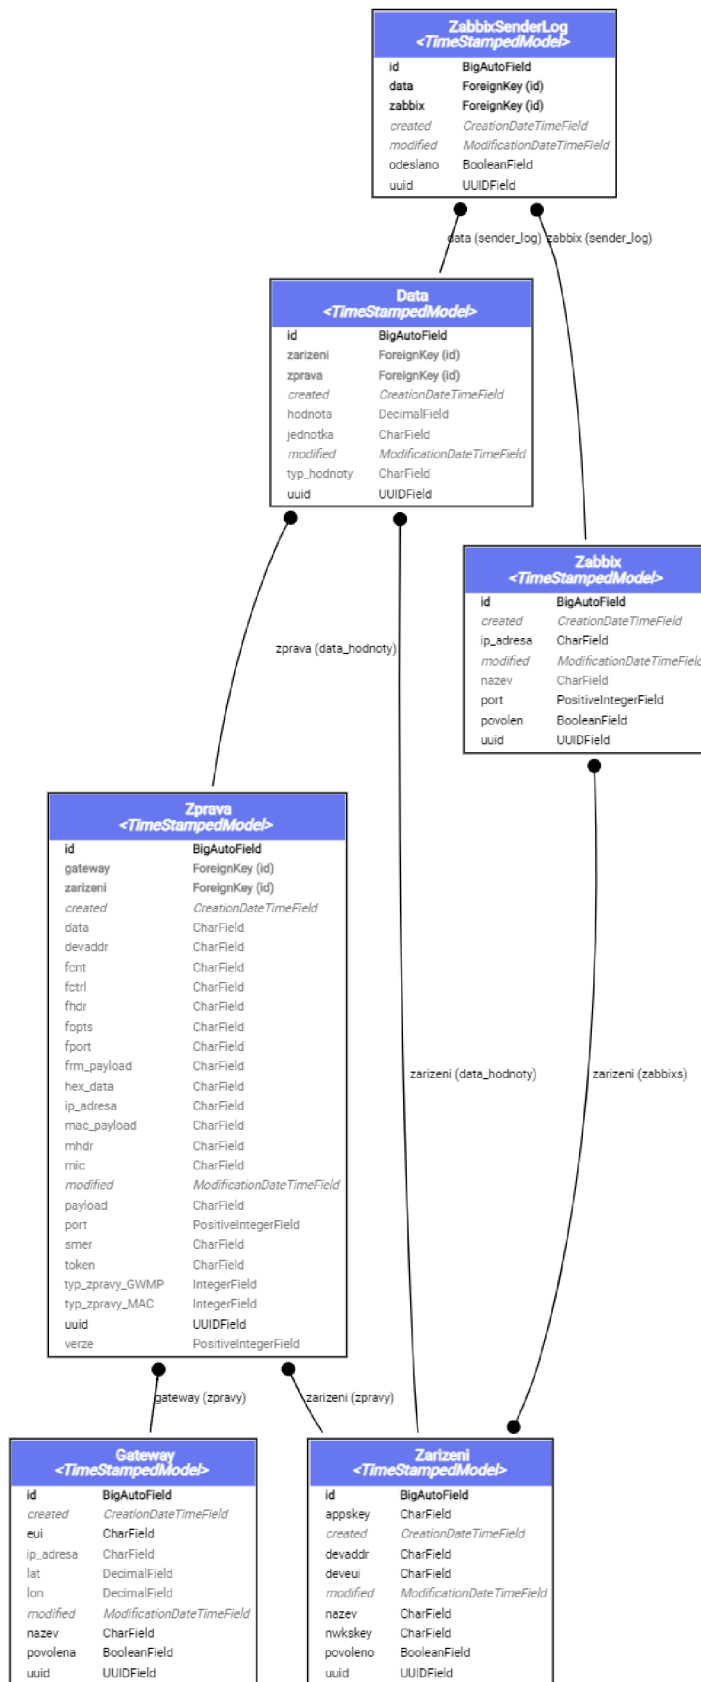 ZabbixSenderLog
<TimeStampedModel>
id BigAutoField
data ForeignKey (id)
zabbix ForeignKey (id)
created CreationDateTimeField
modified ModificationDateTimeField
odeslano BooleanField
uuid UUIDField
data (sender_log) zabbix (sender_log)
Data
<TimeStampedModel>
id BigAutoField
zarizeni ForeignKey (id)
zprava ForeignKey (id)
created CreationDateTimeField
hodnota DecimalField
jednotka CharField
modified ModificationDateTimeField
typ_hodnoty CharField
uuid UUIDField
Zabbix
<TimeStampedModel>
id BigAutoField
created CreationDateTimeField
ip_adresa CharField
modified ModificationDateTimeField
nazev CharField
port PositiveIntegerField
povolen BooleanField
uuid UUIDField
zprava (data_hodnoty)
Zprava
<TimeStampedModel>
id BigAutoField
gateway ForeignKey (id)
zarizeni ForeignKey (id)
created CreationDateTimeField
data CharField
devaddr CharField
fcnt CharField
fctrl CharField
fhdr CharField
fopts CharField
fport CharField
frm_payload CharField
hex_data CharField
ip_adresa CharField
mac_payload CharField
mhdr CharField
mic CharField
modified ModificationDateTimeField
payload CharField
port PositiveIntegerField
smer CharField
token CharField
typ_zpravy_GWMP IntegerField
typ_zpravy_MAC IntegerField
uuid UUIDField
verze PositiveIntegerField
zarizeni (data_hodnoty)
zarizeni (zabbixs)
gateway (zpravy)
zarizeni (zpravy)
Gateway
<TimeStampedModel>
id BigAutoField
created CreationDateTimeField
eui CharField
ip_adresa CharField
lat DecimalField
lon DecimalField
modified ModificationDateTimeField
nazev CharField
povolena BooleanField
uuid UUIDField
Zarizeni
<TimeStampedModel>
id BigAutoField
appskey CharField
created CreationDateTimeField
devaddr CharField
deveui CharField
modified ModificationDateTimeField
nazev CharField
nwkskey CharField
povoleno BooleanField
uuid UUIDField